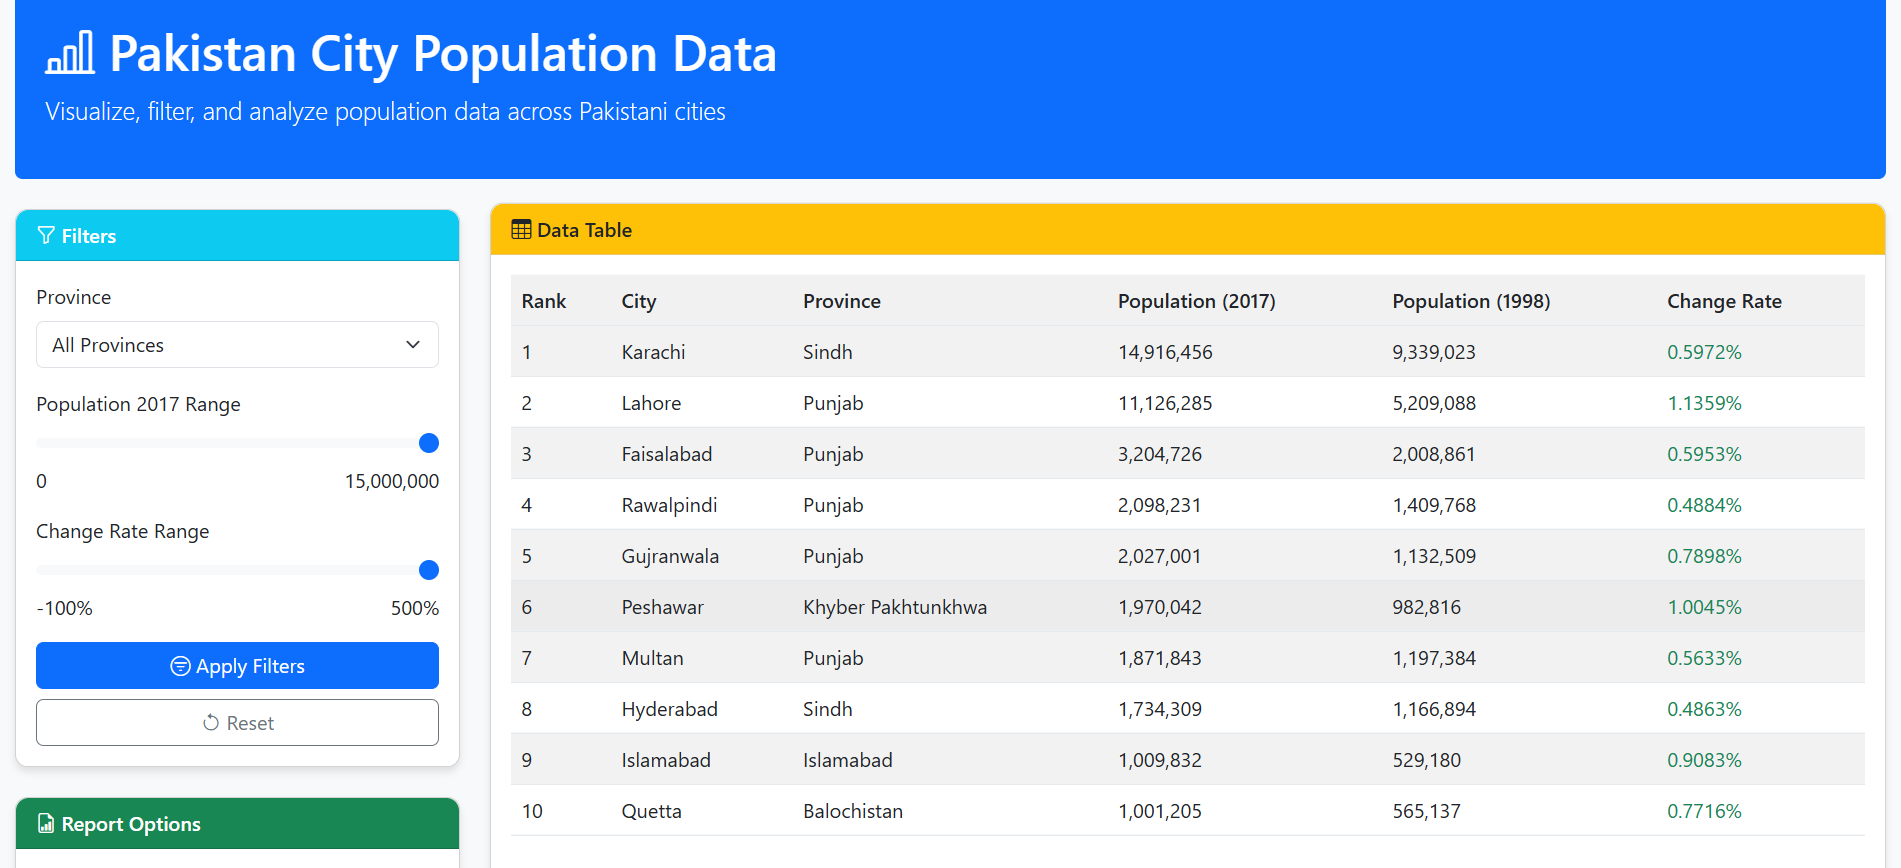 Pakistan City Population Data
Visualize, filter, and analyze population data across Pakistani cities
Filters
Province
All Provinces
Population 2017 Range
0 15,000,000
Change Rate Range
-100% 500%
Apply Filters
Reset
Report Options
Data Table
Rank City Province Population (2017) Population (1998) Change Rate
1 Karachi Sindh 14,916,456 9,339,023 0.5972%
2 Lahore Punjab 11,126,285 5,209,088 1.1359%
3 Faisalabad Punjab 3,204,726 2,008,861 0.5953%
4 Rawalpindi Punjab 2,098,231 1,409,768 0.4884%
5 Gujranwala Punjab 2,027,001 1,132,509 0.7898%
6 Peshawar Khyber Pakhtunkhwa 1,970,042 982,816 1.0045%
7 Multan Punjab 1,871,843 1,197,384 0.5633%
8 Hyderabad Sindh 1,734,309 1,166,894 0.4863%
9 Islamabad Islamabad 1,009,832 529,180 0.9083%
10 Quetta Balochistan 1,001,205 565,137 0.7716%